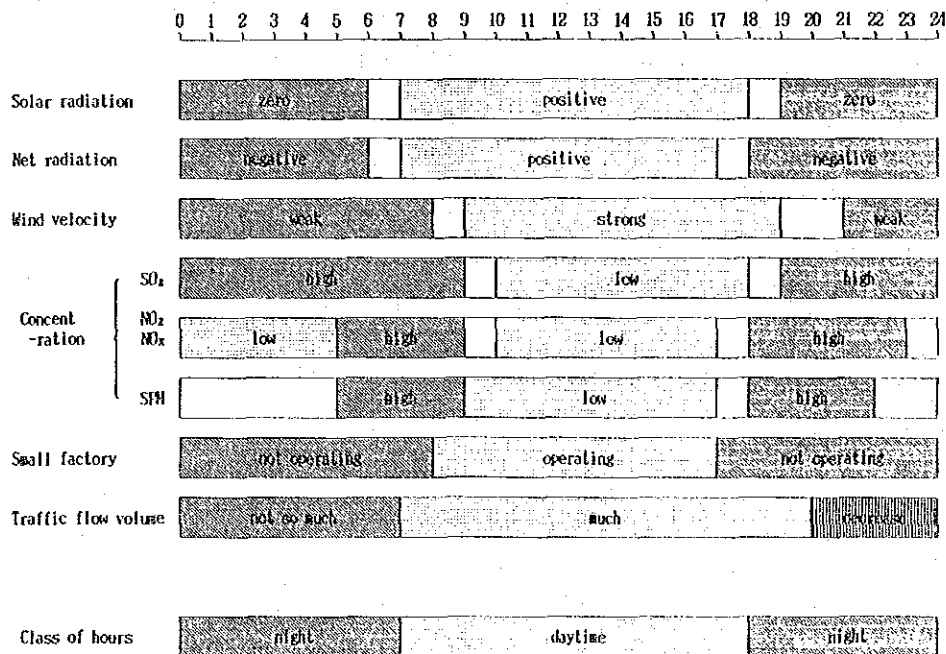 0 1 2 3 4 5 6 7 8 9 10 11 12 13 14 15 16 17 18 19 20 21 22 23 24
Solar radiation zero positive zero
Net radiation negative positive negative
Wind velocity weak strong weak
SO₂ high low high
Concent
-ration
NO₂
NOx low high low high
SPM high low high
Small factory not operating operating not operating
Traffic flow volume not so much much decrease
Class of hours night daytime night